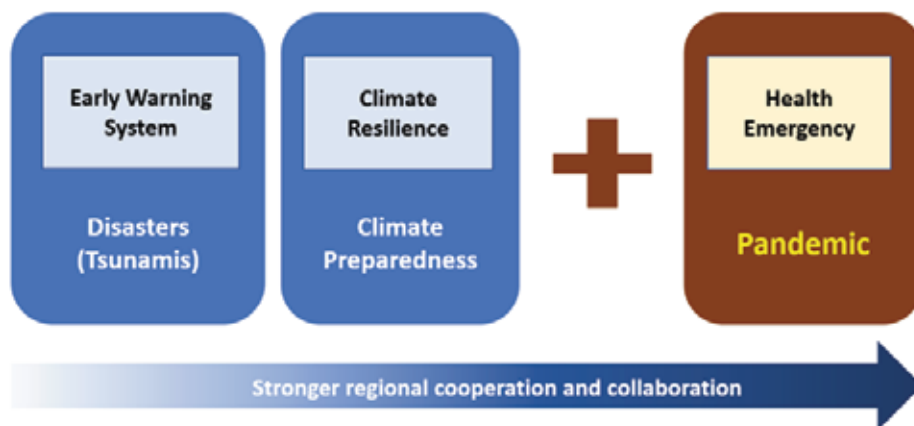 Early Warning
System
Disasters
(Tsunamis)
Climate
Resilience
Climate
Preparedness
Health
Emergency
Pandemic
Stronger regional cooperation and collaboration